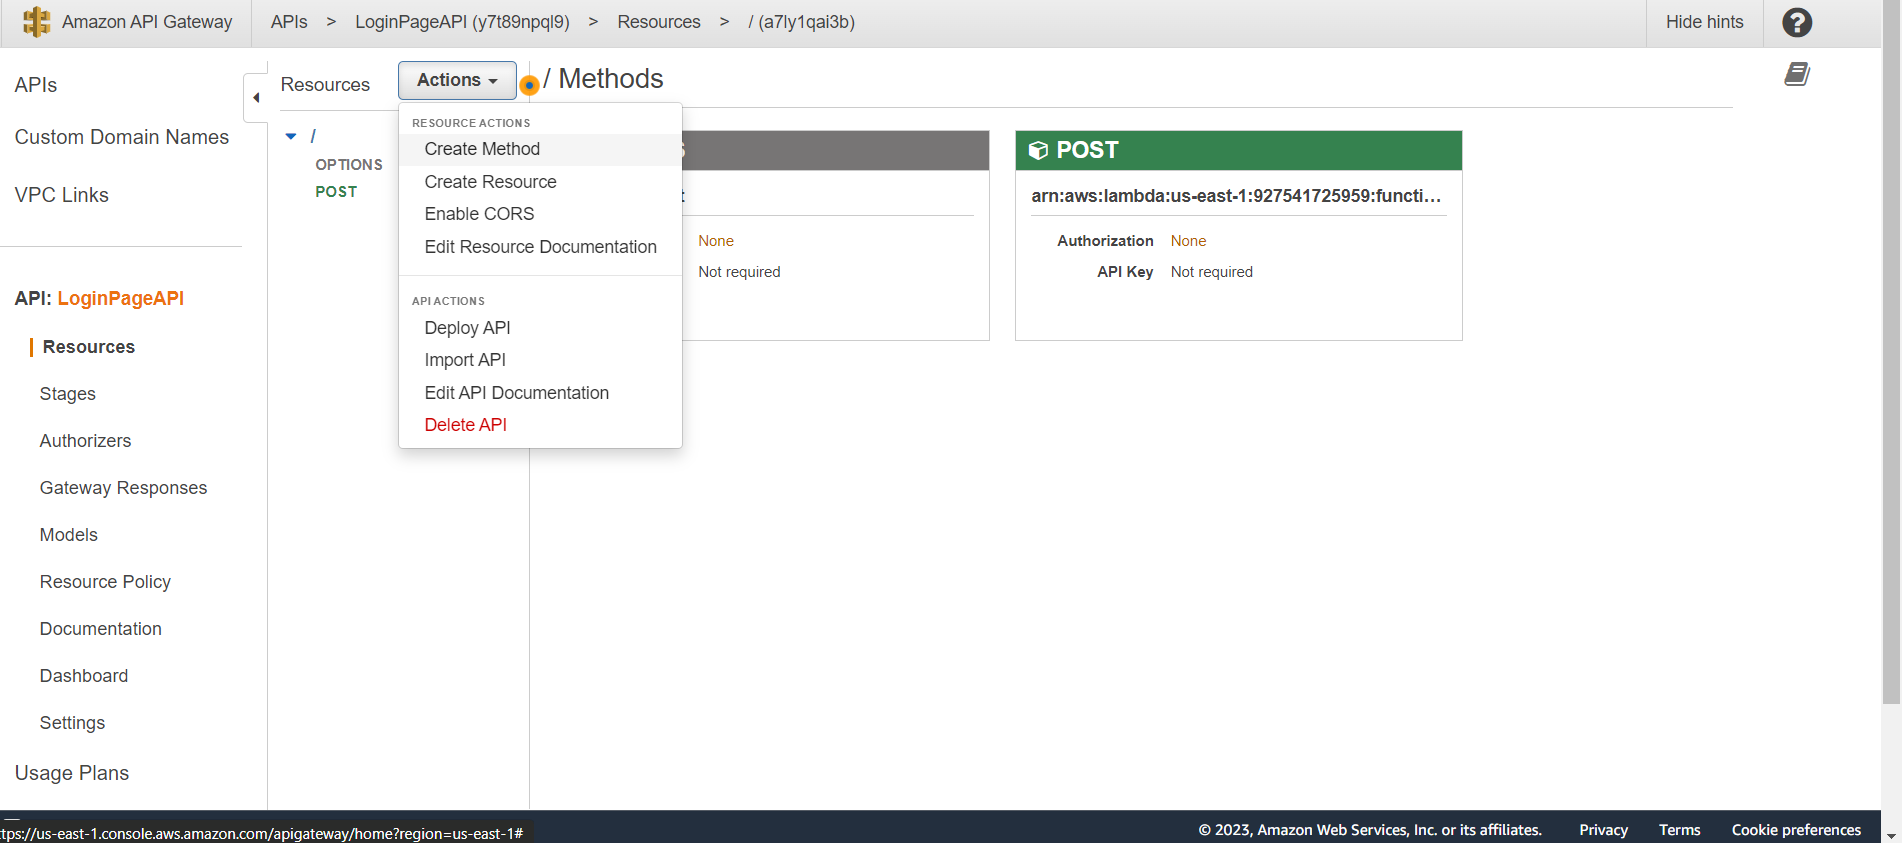 Amazon API Gateway
APIs > LoginPageAPI (y7t89npql9) > Resources > / (a7ly1qai3b)
Hide hints
?
APIs
Custom Domain Names
VPC Links
API: LoginPageAPI
Resources
Stages
Authorizers
Gateway Responses
Models
Resource Policy
Documentation
Dashboard
Settings
Usage Plans
Resources
Actions
/
OPTIONS
POST
RESOURCE ACTIONS
Create Method
Create Resource
Enable CORS
Edit Resource Documentation
API ACTIONS
Deploy API
Import API
Edit API Documentation
Delete API
/ Methods
None
Not required
POST
arn:aws:lambda:us-east-1:927541725959:functi...
Authorization None
API Key Not required
tps://us-east-1.console.aws.amazon.com/apigateway/home?region=us-east-1#
© 2023, Amazon Web Services, Inc. or its affiliates. Privacy Terms Cookie preferences